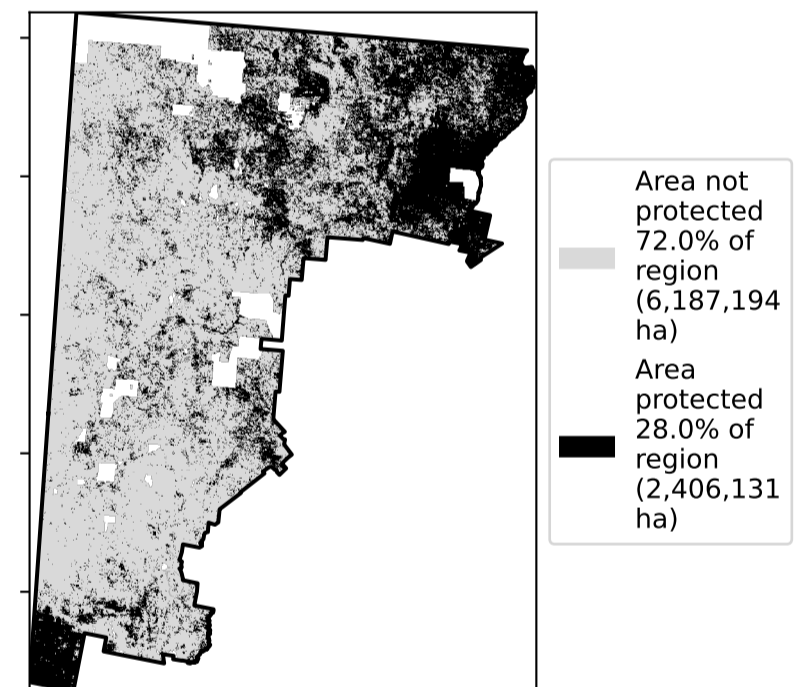 Area not
protected
72.0% of
region
(6,187,194
ha)
Area
protected
28.0% of
region
(2,406,131
ha)